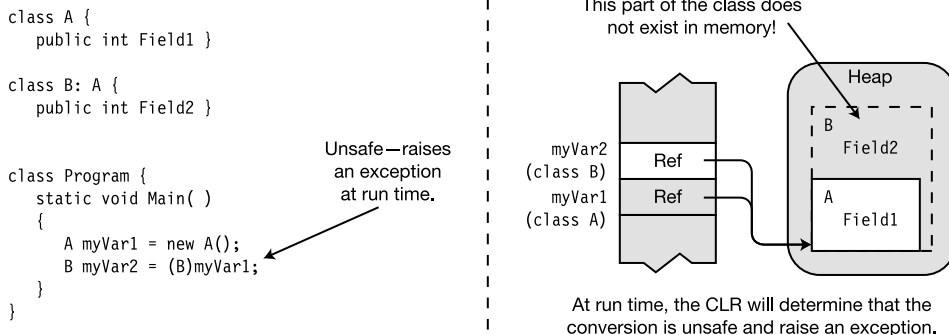 class A {
public int Field1 }
class B: A {
public int Field2 }
class Program {
static void Main( )
{
A myVar1 = new A();
B myVar2 = (B)myVar1;
}
}
Unsafe—raises
an exception
at run time.
This part of the class does
not exist in memory!
Heap
B
Field2
A
Field1
myVar2
(class B)
Ref
myVar1
(class A)
Ref
At run time, the CLR will determine that the
conversion is unsafe and raise an exception.